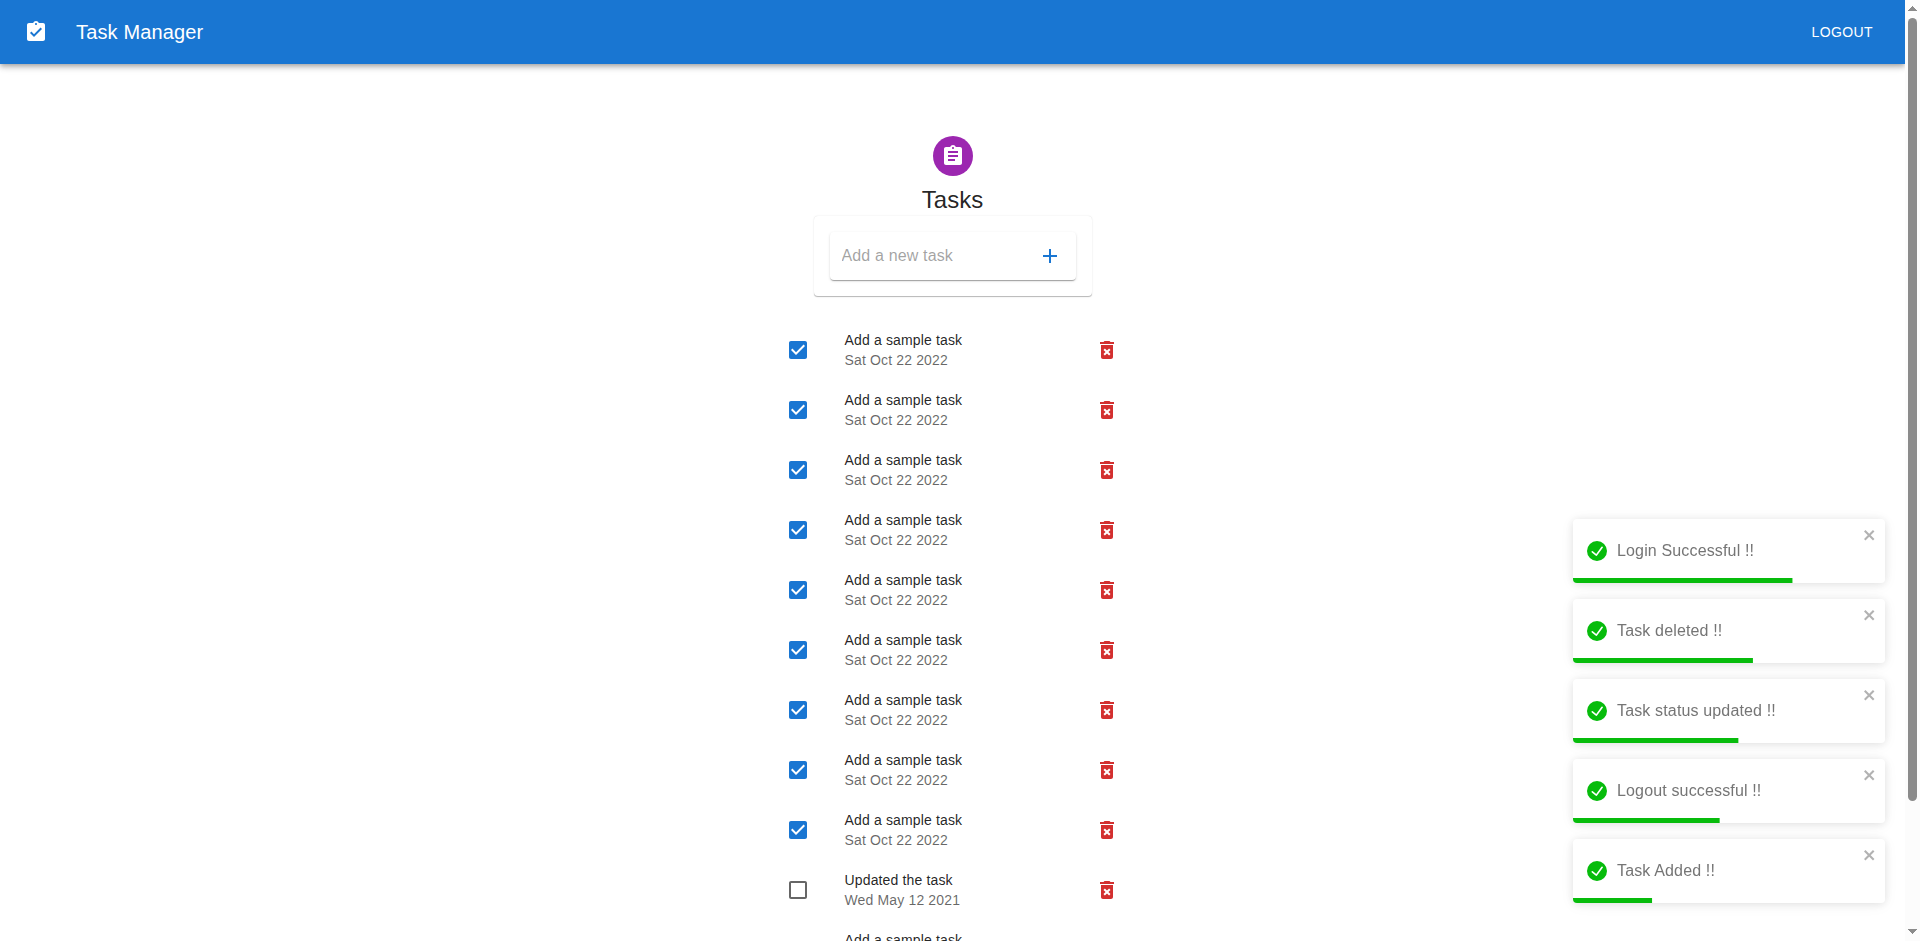 Task Manager
LOGOUT
Tasks
Add a new task
Add a sample task
Sat Oct 22 2022
Add a sample task
Sat Oct 22 2022
Add a sample task
Sat Oct 22 2022
Add a sample task
Sat Oct 22 2022
Add a sample task
Sat Oct 22 2022
Add a sample task
Sat Oct 22 2022
Add a sample task
Sat Oct 22 2022
Add a sample task
Sat Oct 22 2022
Add a sample task
Sat Oct 22 2022
Updated the task
Wed May 12 2021
Add a sample task
Login Successful !!
Task deleted !!
Task status updated !!
Logout successful !!
Task Added !!